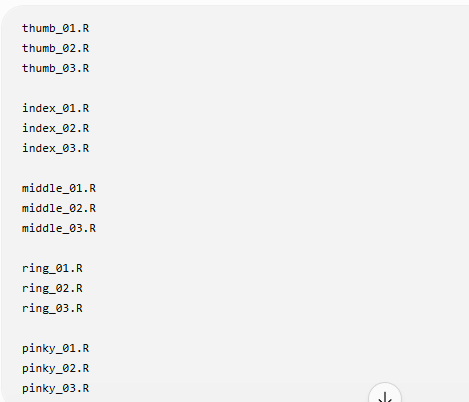 thumb_01.R
thumb_02.R
thumb_03.R
index_01.R
index_02.R
index_03.R
middle_01.R
middle_02.R
middle_03.R
ring_01.R
ring_02.R
ring_03.R
pinky_01.R
pinky_02.R
pinky_03.R